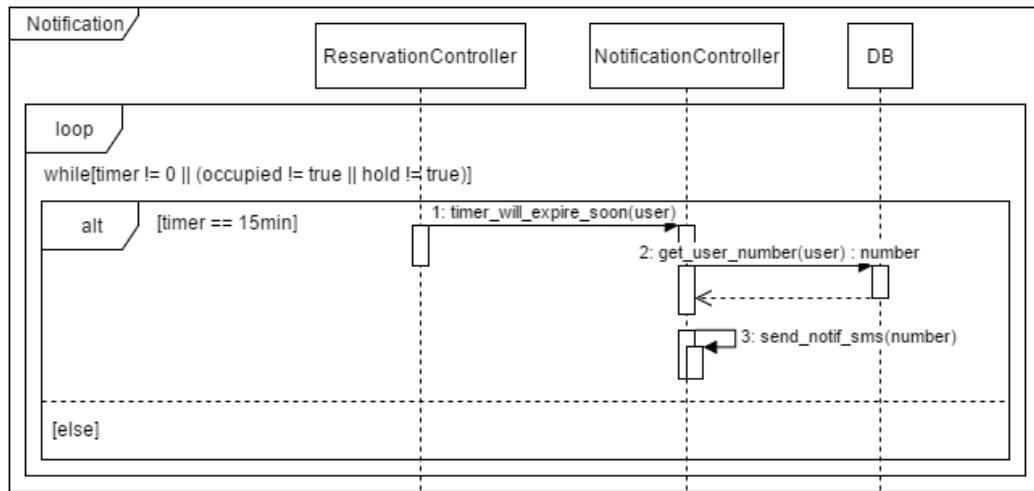 Notification
ReservationController
NotificationController
DB
loop
while[timer != 0 || (occupied != true || hold != true)]
alt
[timer == 15min]
1: timer_will_expire_soon(user)
2: get_user_number(user) : number
3: send_notif_sms(number)
[else]